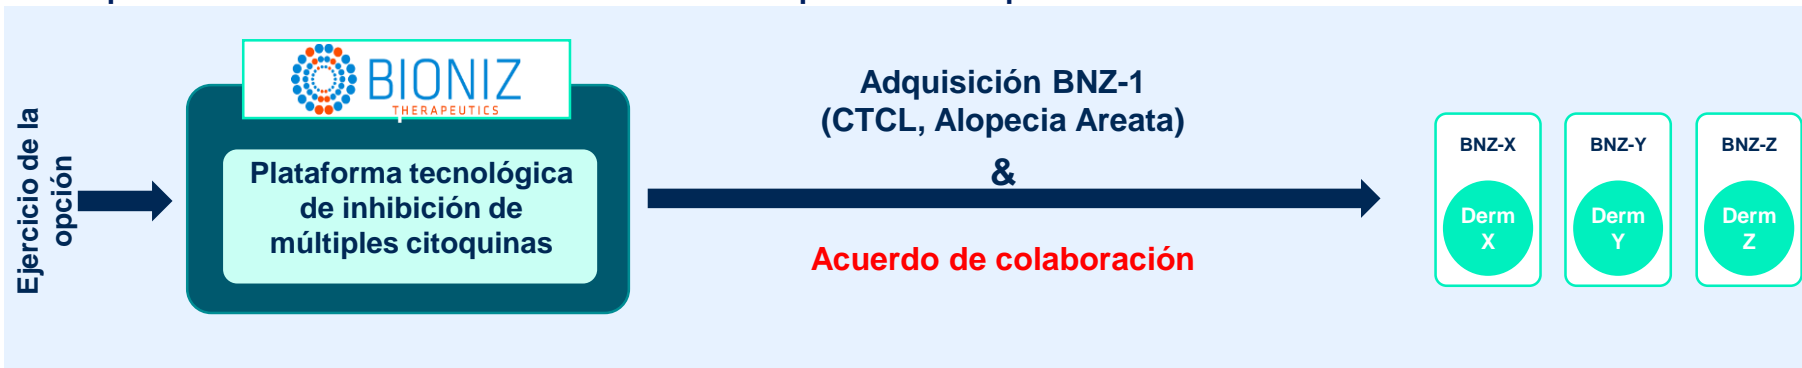 Ejercicio de la
opción
BIONIZ
THERAPEUTICS
Plataforma tecnológica
de inhibición de
múltiples citoquinas
Adquisición BNZ-1
(CTCL, Alopecia Areata)
&
Acuerdo de colaboración
BNZ-X
Derm
X
BNZ-Y
Derm
Y
BNZ-Z
Derm
Z